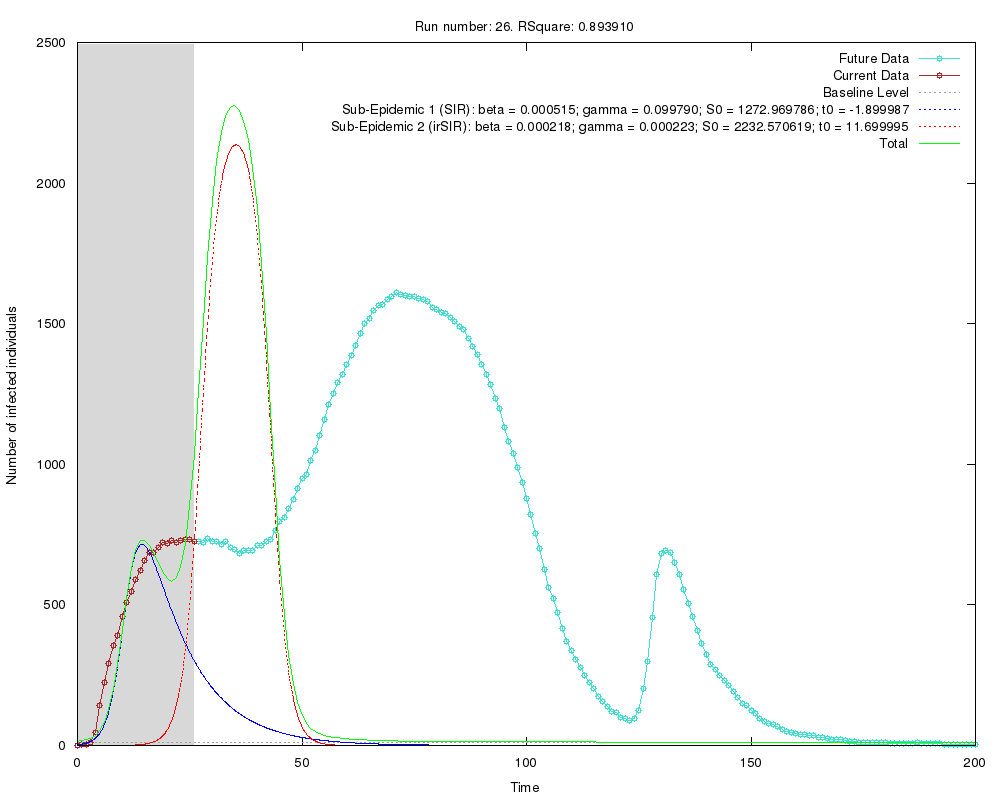 Run number: 26. RSquare: 0.893910
Future Data
Current Data
Baseline Level
Sub-Epidemic 1 (SIR): beta = 0.000515; gamma = 0.099790; S0 = 1272.969786; t0 = -1.899987
Sub-Epidemic 2 (irSIR): beta = 0.000218; gamma = 0.000223; S0 = 2232.570619; t0 = 11.699995
Total
Number of infected individuals
2500
2000
1500
1000
500
0
0
50
100
150
200
Time